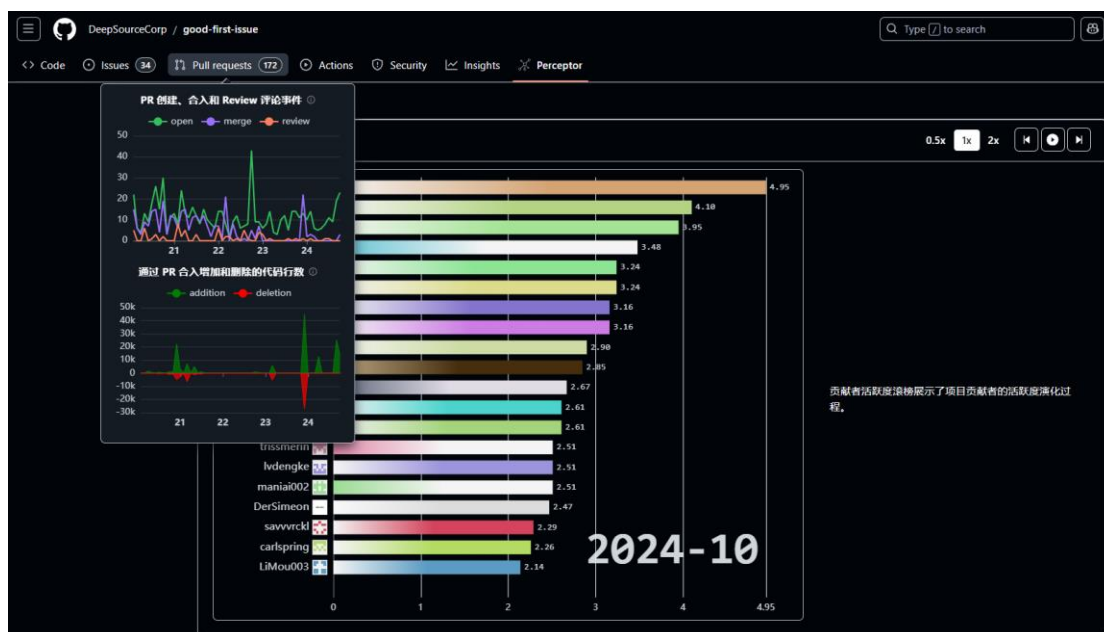 DeepSourceCorp / good-first-issue
Type / to search
Code Issues 34 Pull requests 172 Actions Security Insights Perceptor
PR 创建、合入和 Review 评论事件
open merge review
50
40
30
20
10
0
21 22 23 24
通过 PR 合入增加和删除的代码行数
addition deletion
50k
40k
30k
20k
10k
0
-10k
-20k
-30k
21 22 23 24
0.5x 1x 2x
4.95
4.10
3.95
3.48
3.24
3.24
3.16
3.16
2.90
2.85
2.67
2.61
2.61
trissmerin 2.51
lvdengke 2.51
maniai002 2.51
DerSimeon 2.47
savvvrckl 2.29
carlspring 2.26
LiMou003 2.14
2024-10
0 1 2 3 4 4.95
贡献者活跃度滚榜展示了项目贡献者的活跃度演化过
程。